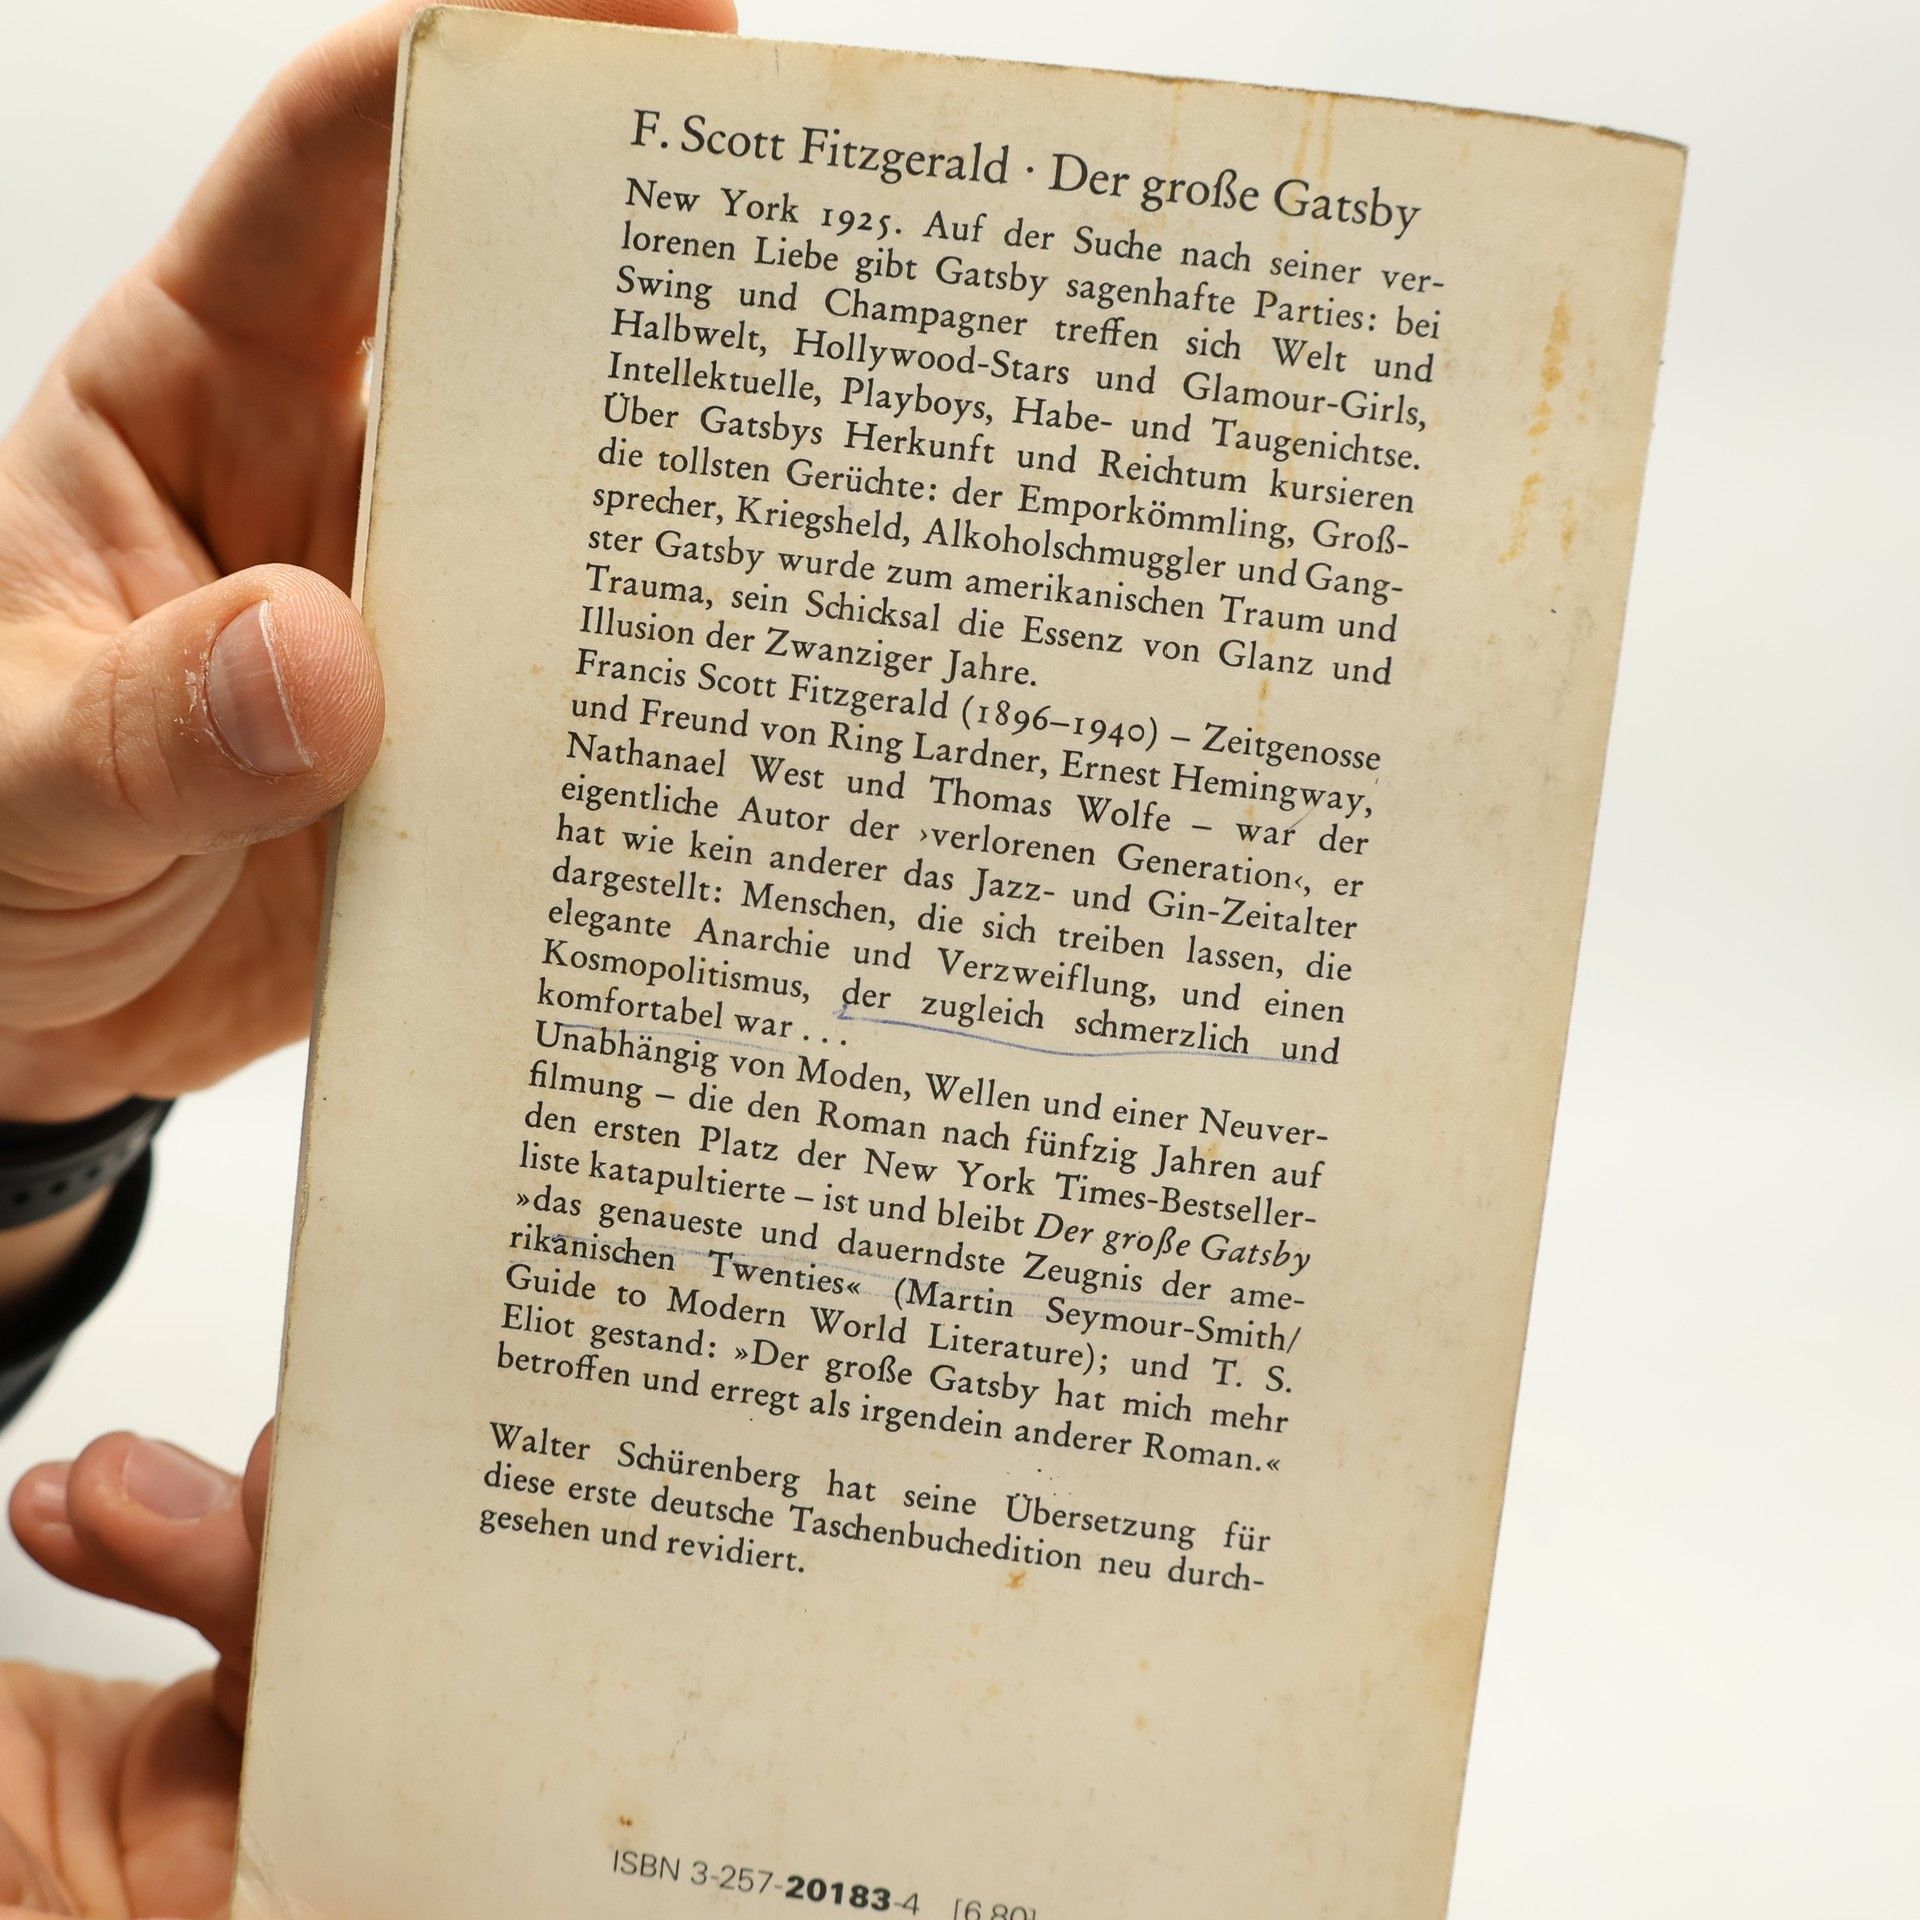 F. Scott Fitzgerald · Der große Gatsby
New York 1925. Auf der Suche nach seiner ver-
lorenen Liebe gibt Gatsby sagenhafte Parties: bei
Swing und Champagner treffen sich Welt und
Halbwelt, Hollywood-Stars und Glamour-Girls,
Intellektuelle, Playboys, Habe- und Taugenichtse.
Über Gatsbys Herkunft und Reichtum kursieren
die tollsten Gerüchte: der Emporkömmling, Groß-
sprecher, Kriegsheld, Alkoholschmuggler und Gang-
ster Gatsby wurde zum amerikanischen Traum und
Trauma, sein Schicksal die Essenz von Glanz und
Illusion der Zwanziger Jahre.
Francis Scott Fitzgerald (1896–1940) – Zeitgenosse
und Freund von Ring Lardner, Ernest Hemingway,
Nathanael West und Thomas Wolfe – war der
eigentliche Autor der ›verlorenen Generation‹, er
hat wie kein anderer das Jazz- und Gin-Zeitalter
dargestellt: Menschen, die sich treiben lassen, die
elegante Anarchie und Verzweiflung, und einen
Kosmopolitismus, der zugleich schmerzlich und
komfortabel war . . .
Unabhängig von Moden, Wellen und einer Neuver-
filmung – die den Roman nach fünfzig Jahren auf
den ersten Platz der New York Times-Bestseller-
liste katapultierte – ist und bleibt Der große Gatsby
»das genaueste und dauerndste Zeugnis der ame-
rikanischen Twenties« (Martin Seymour-Smith/
Guide to Modern World Literature); und T. S.
Eliot gestand: »Der große Gatsby hat mich mehr
betroffen und erregt als irgendein anderer Roman.«
Walter Schürenberg hat seine Übersetzung für
diese erste deutsche Taschenbuchedition neu durch-
gesehen und revidiert.
ISBN 3-257-20183-4 [6.80]